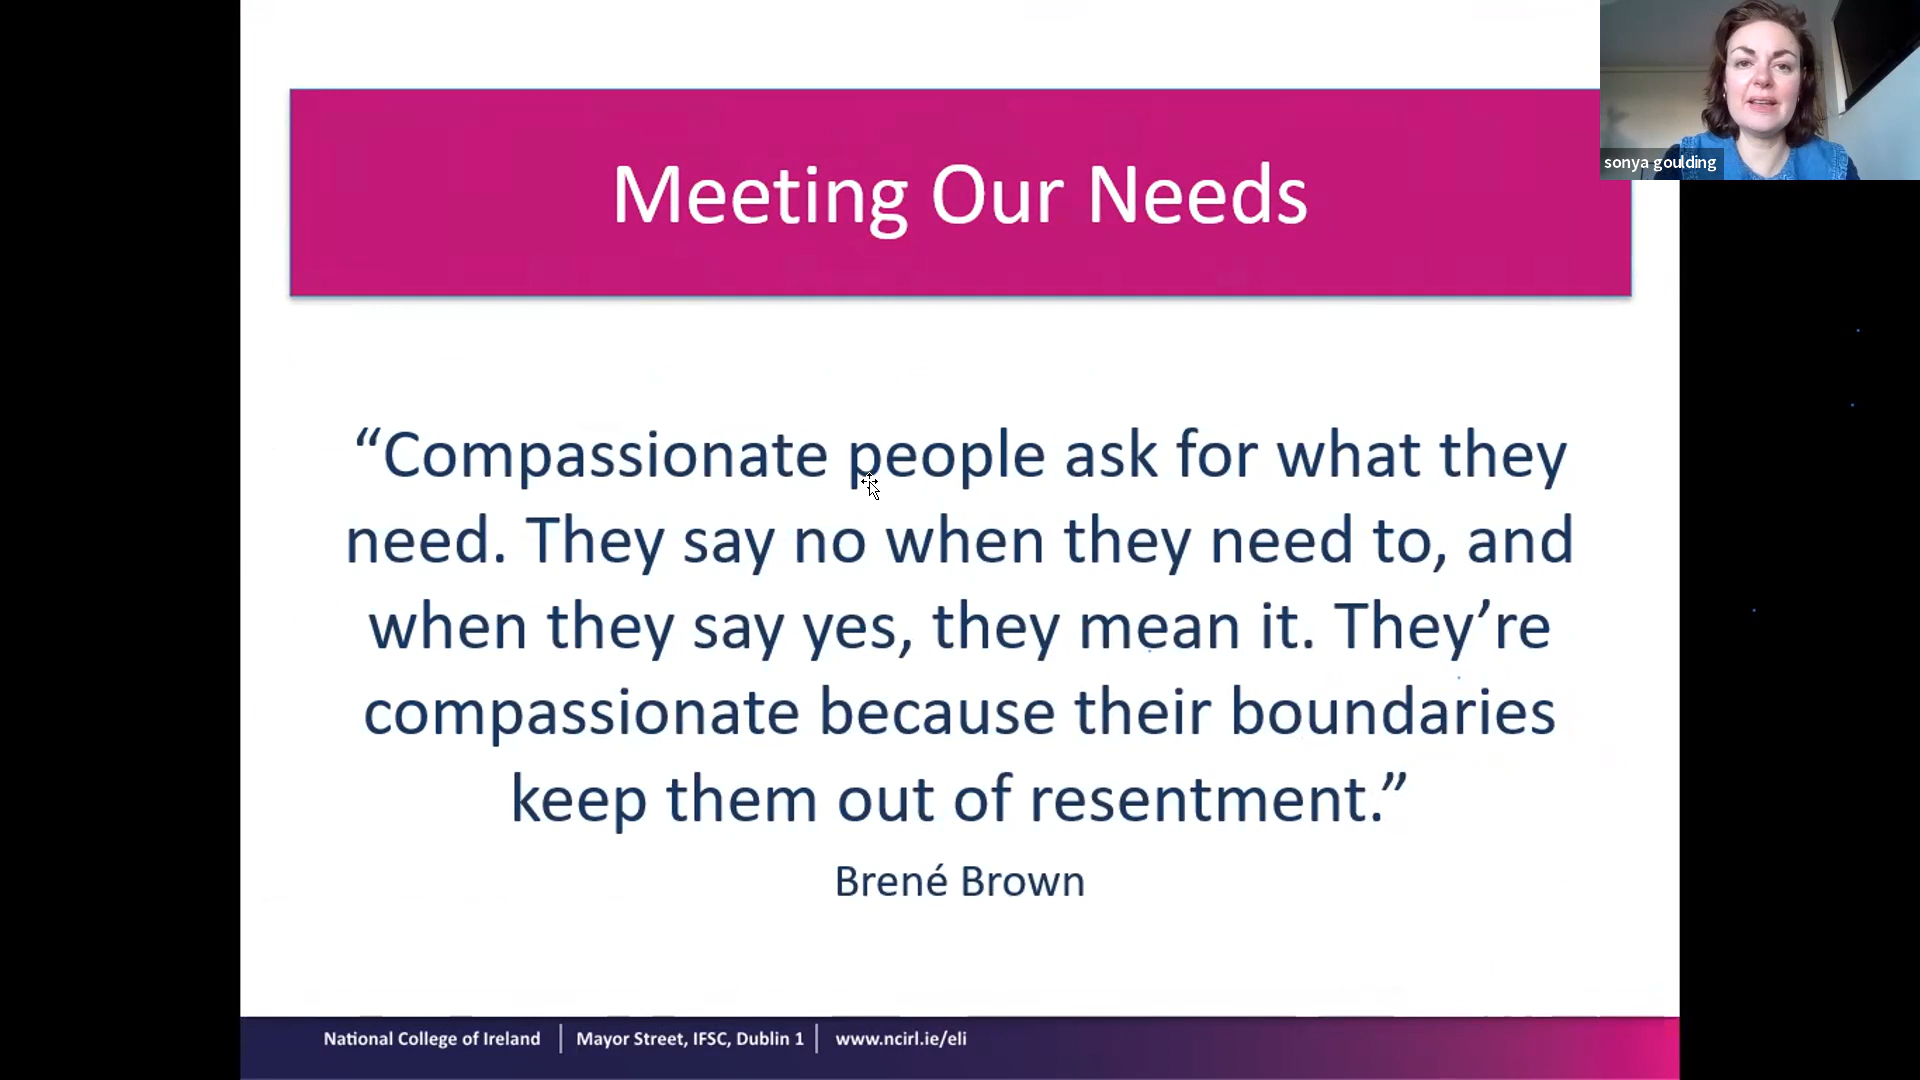 sonya goulding
Meeting Our Needs
“Compassionate people ask for what they
need. They say no when they need to, and
when they say yes, they mean it. They’re
compassionate because their boundaries
keep them out of resentment.”
Brené Brown
National College of Ireland | Mayor Street, IFSC, Dublin 1 | www.ncirl.ie/eli